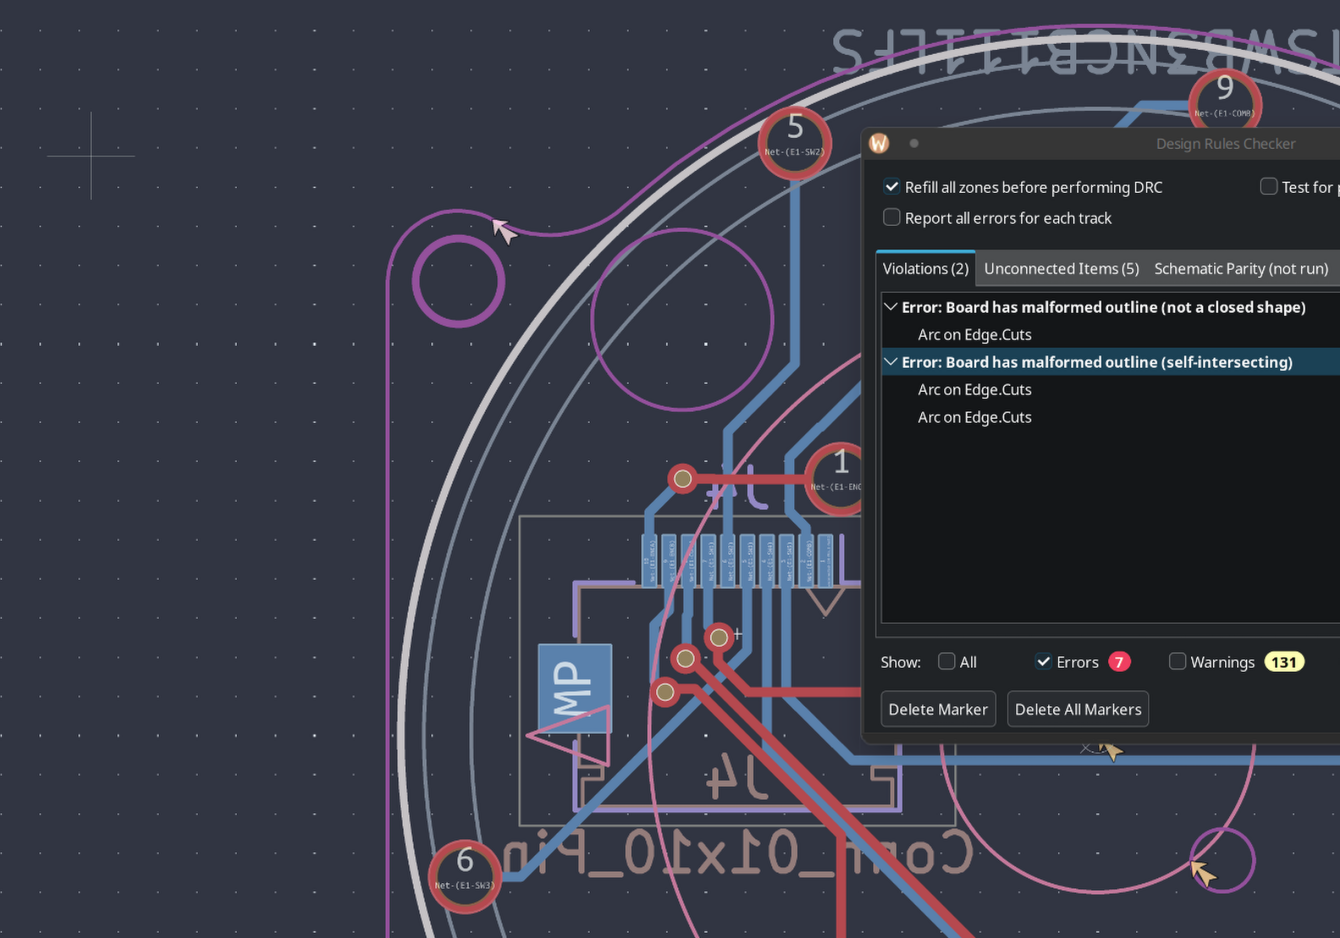 SWB3NCB1111LFS
5
Net-(E1-SW2)
9
Net-(E1-COMB)
Design Rules Checker
Refill all zones before performing DRC
Test for p
Report all errors for each track
Violations (2)
Unconnected Items (5)
Schematic Parity (not run)
Error: Board has malformed outline (not a closed shape)
Arc on Edge.Cuts
Error: Board has malformed outline (self-intersecting)
Arc on Edge.Cuts
Arc on Edge.Cuts
1
Net-(E1-ENC
J4
MP
J4
Show:
All
Errors
7
Warnings
131
Delete Marker
Delete All Markers
Conn_01x10_Pin
6
Net-(E1-SW3)